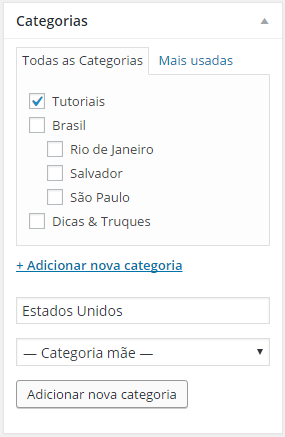 Categorias
Todas as Categorias Mais usadas
Tutoriais
Brasil
Rio de Janeiro
Salvador
São Paulo
Dicas & Truques
+ Adicionar nova categoria
Estados Unidos
— Categoria mãe —
Adicionar nova categoria